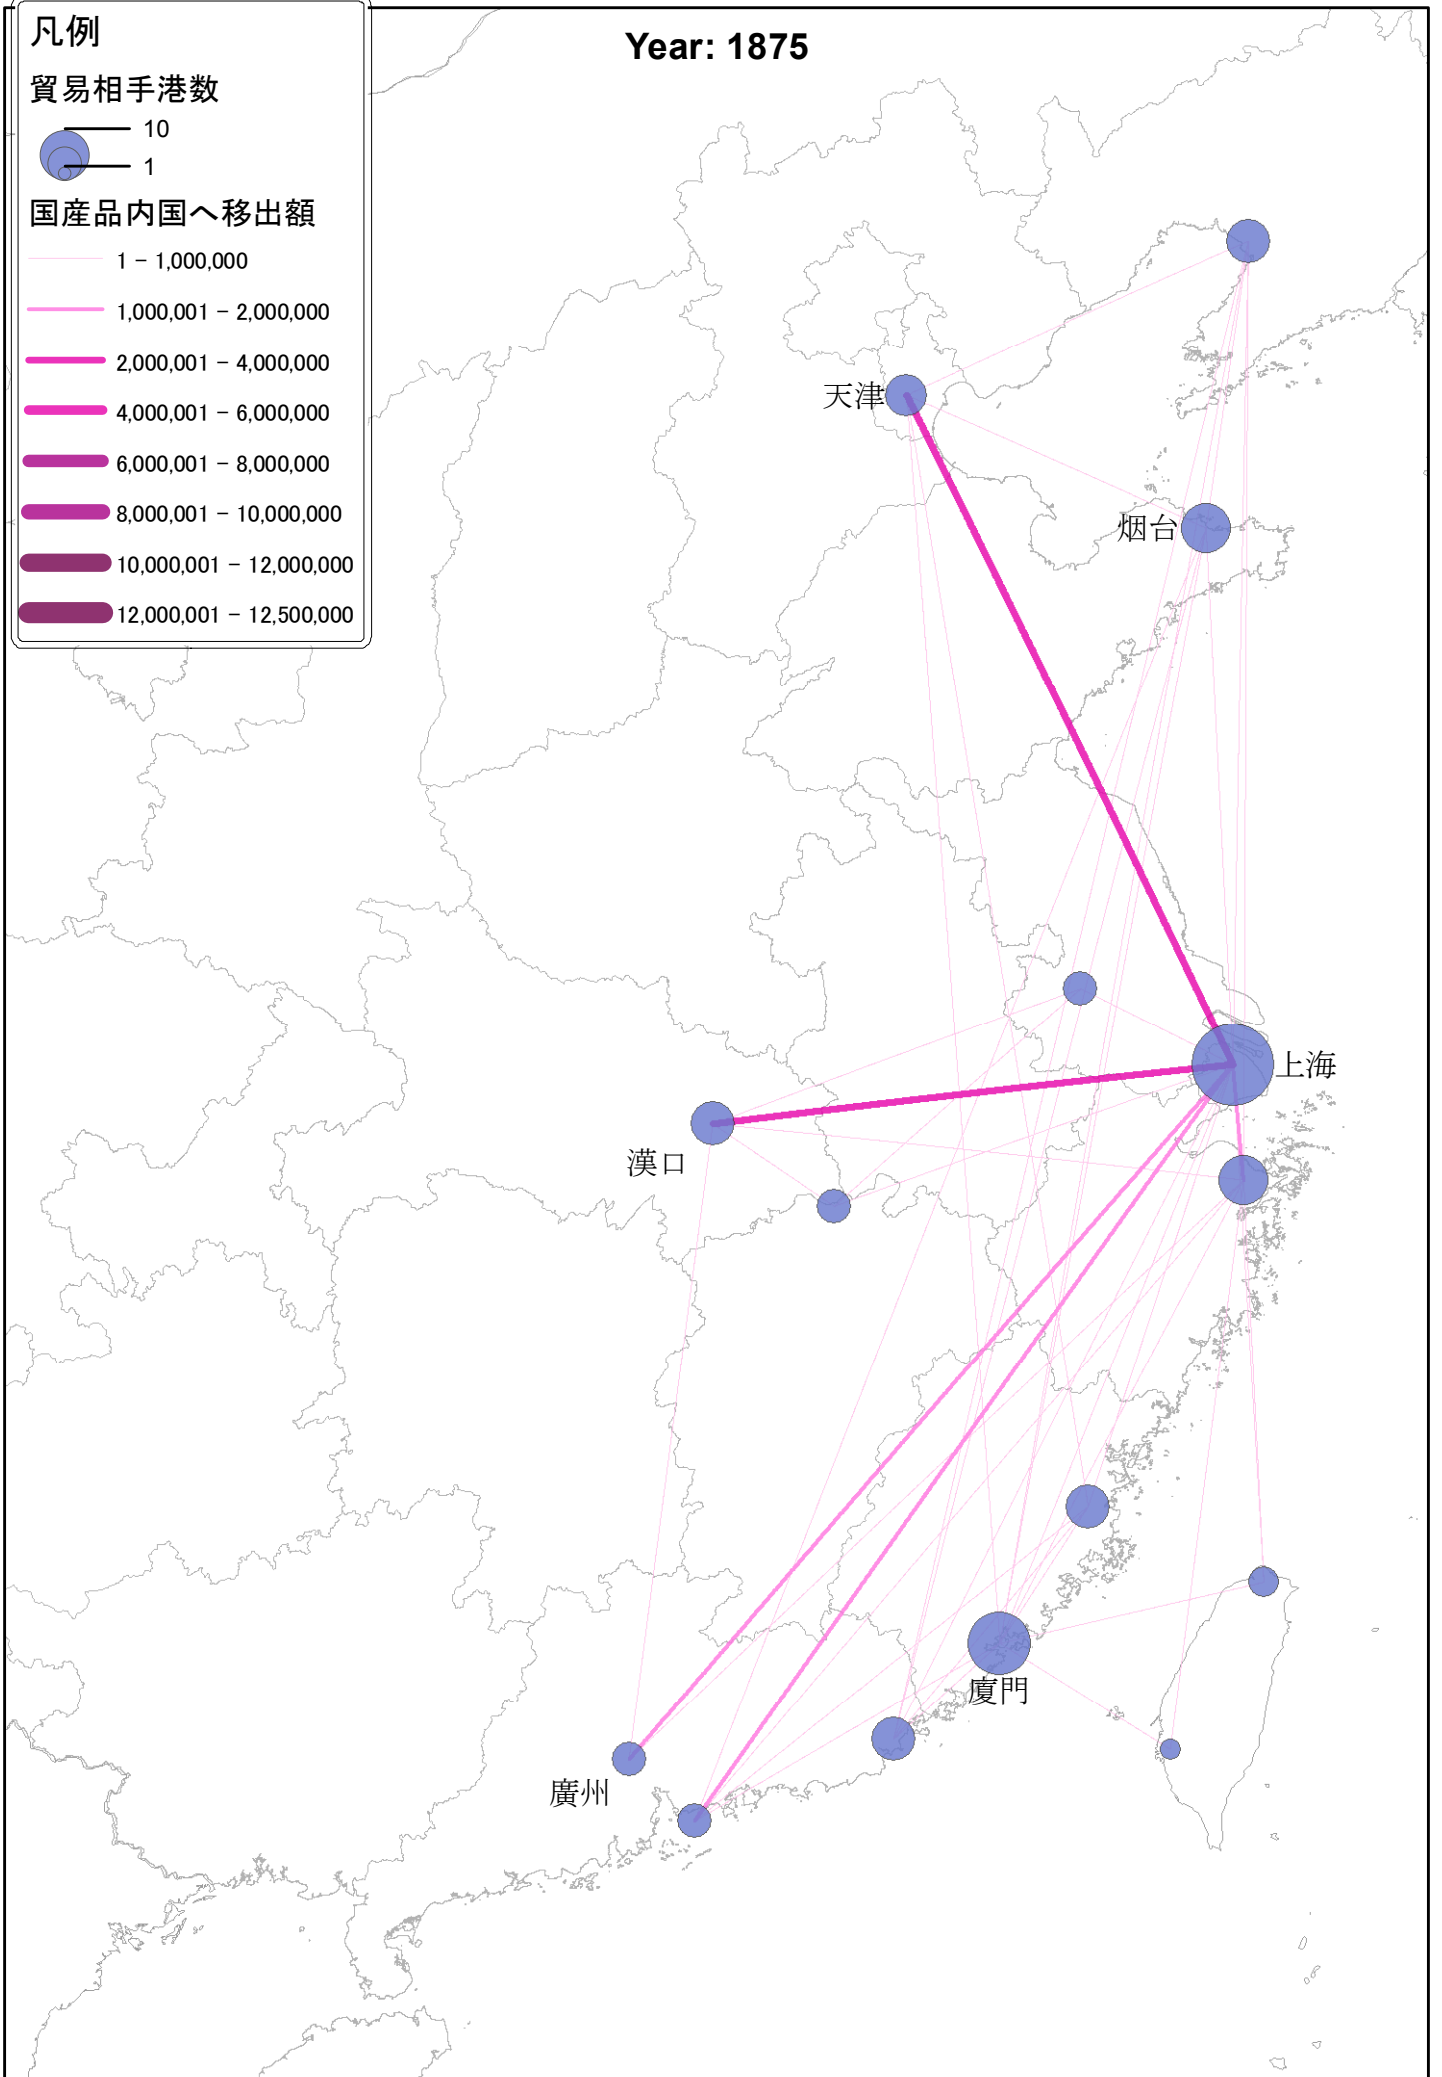 凡例
Year: 1875
貿易相手港数
10
1
国産品内国へ移出額
1 − 1,000,000
1,000,001 − 2,000,000
2,000,001 − 4,000,000
4,000,001 − 6,000,000
6,000,001 − 8,000,000
8,000,001 − 10,000,000
10,000,001 − 12,000,000
12,000,001 − 12,500,000
天津
烟台
上海
漢口
廈門
廣州